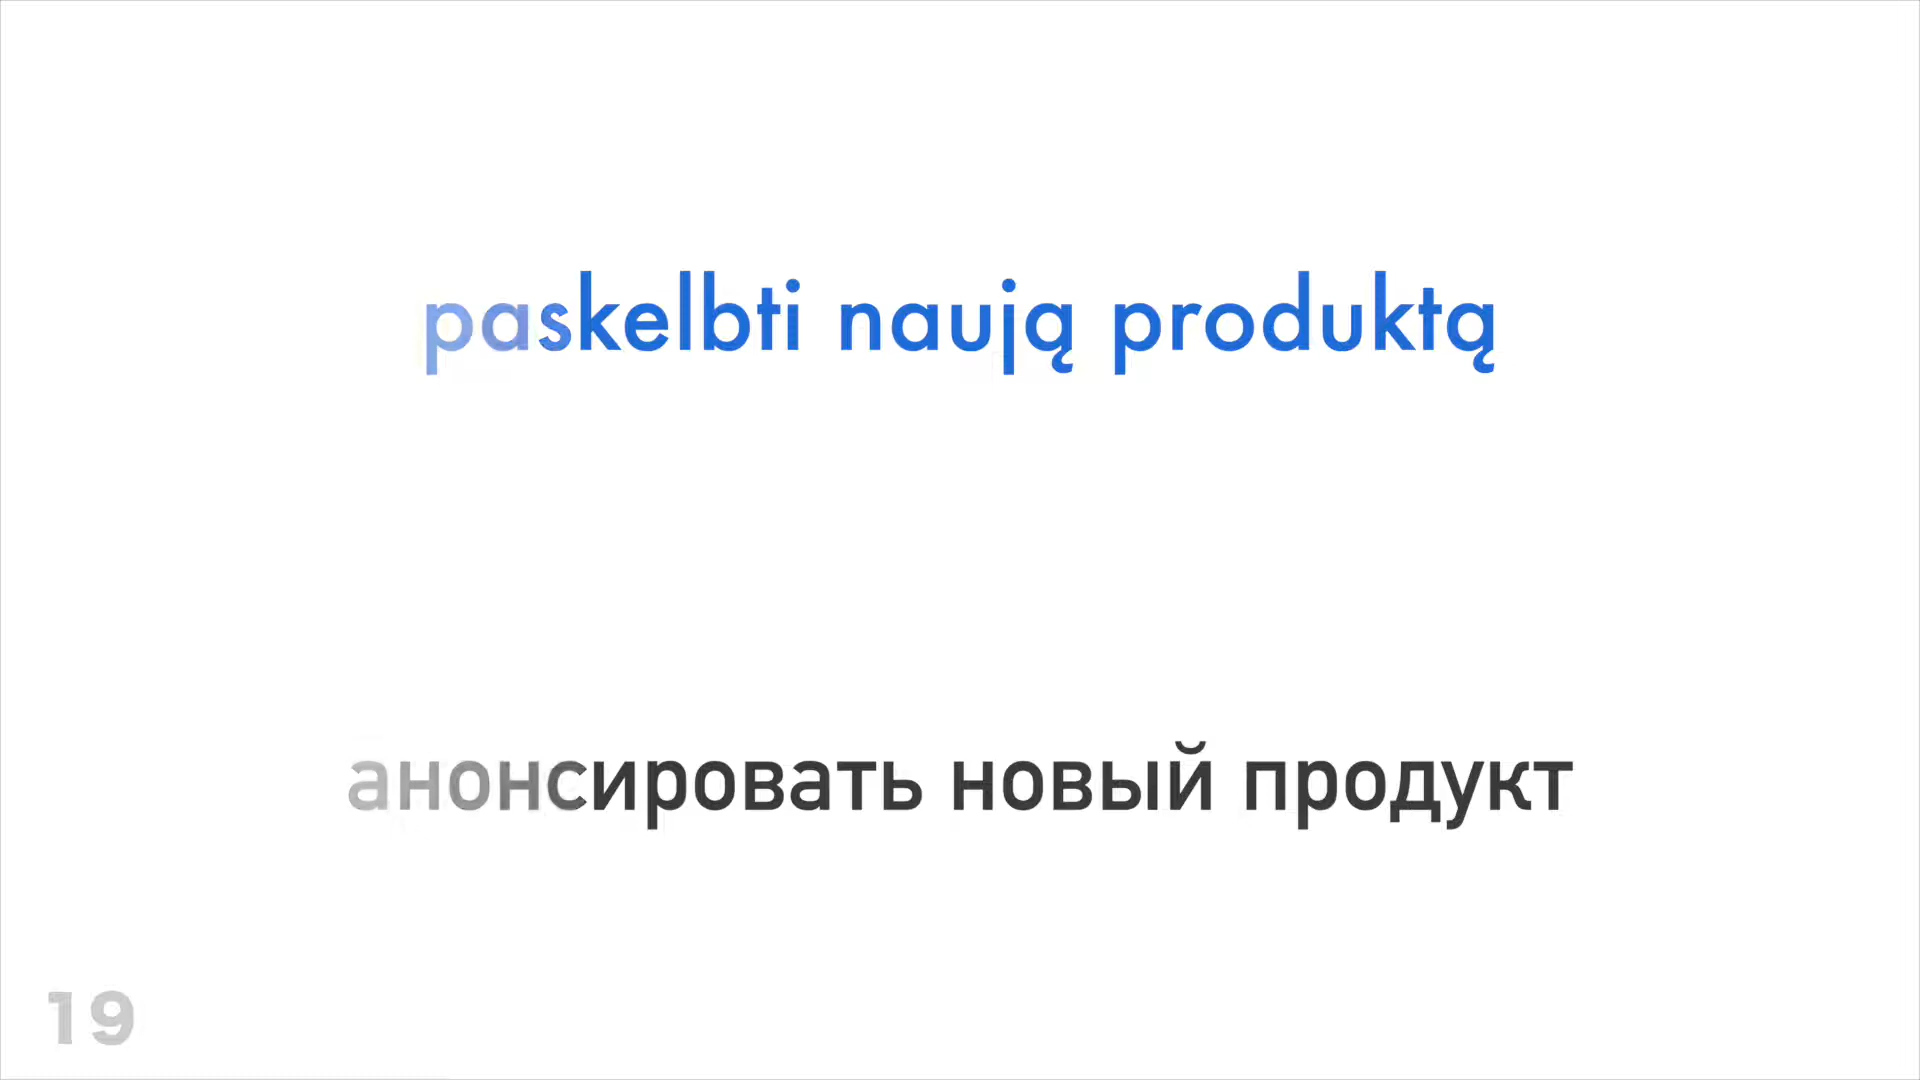 paskelbti naują produktą
анонсировать новый продукт
19